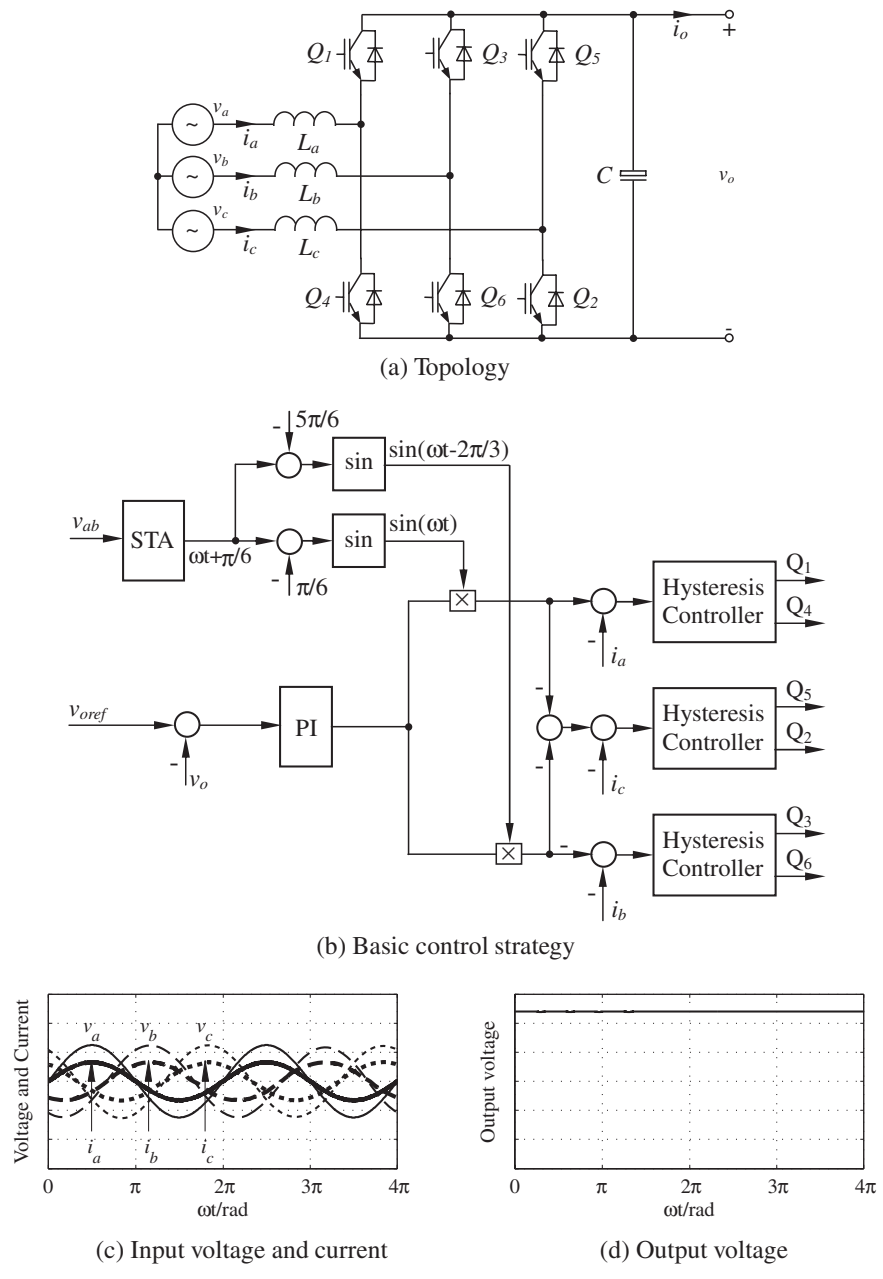 Q1 Q3 Q5
io
+
va
ia La
vb
ib Lb
C vo
vc
ic Lc
Q4 Q6 Q2
-
(a) Topology
- 5π/6
sin sin(ωt-2π/3)
vab STA ωt+π/6
sin sin(ωt)
- π/6
×
Hysteresis Controller Q1 Q4
- ia
voref PI
- vo
-
-
Hysteresis Controller Q5 Q2
- ic
×
-
Hysteresis Controller Q3 Q6
- ib
(b) Basic control strategy
Voltage and Current
va vb vc
ia ib ic
0 π 2π 3π 4π
ωt/rad
(c) Input voltage and current
Output voltage
0 π 2π 3π 4π
ωt/rad
(d) Output voltage